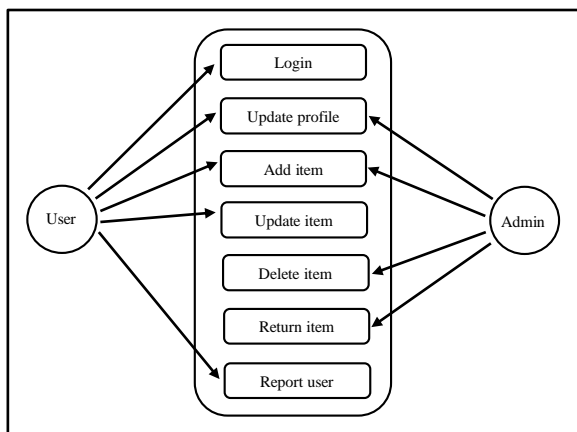 Login
Update profile
Add item
User
Update item
Admin
Delete item
Return item
Report user